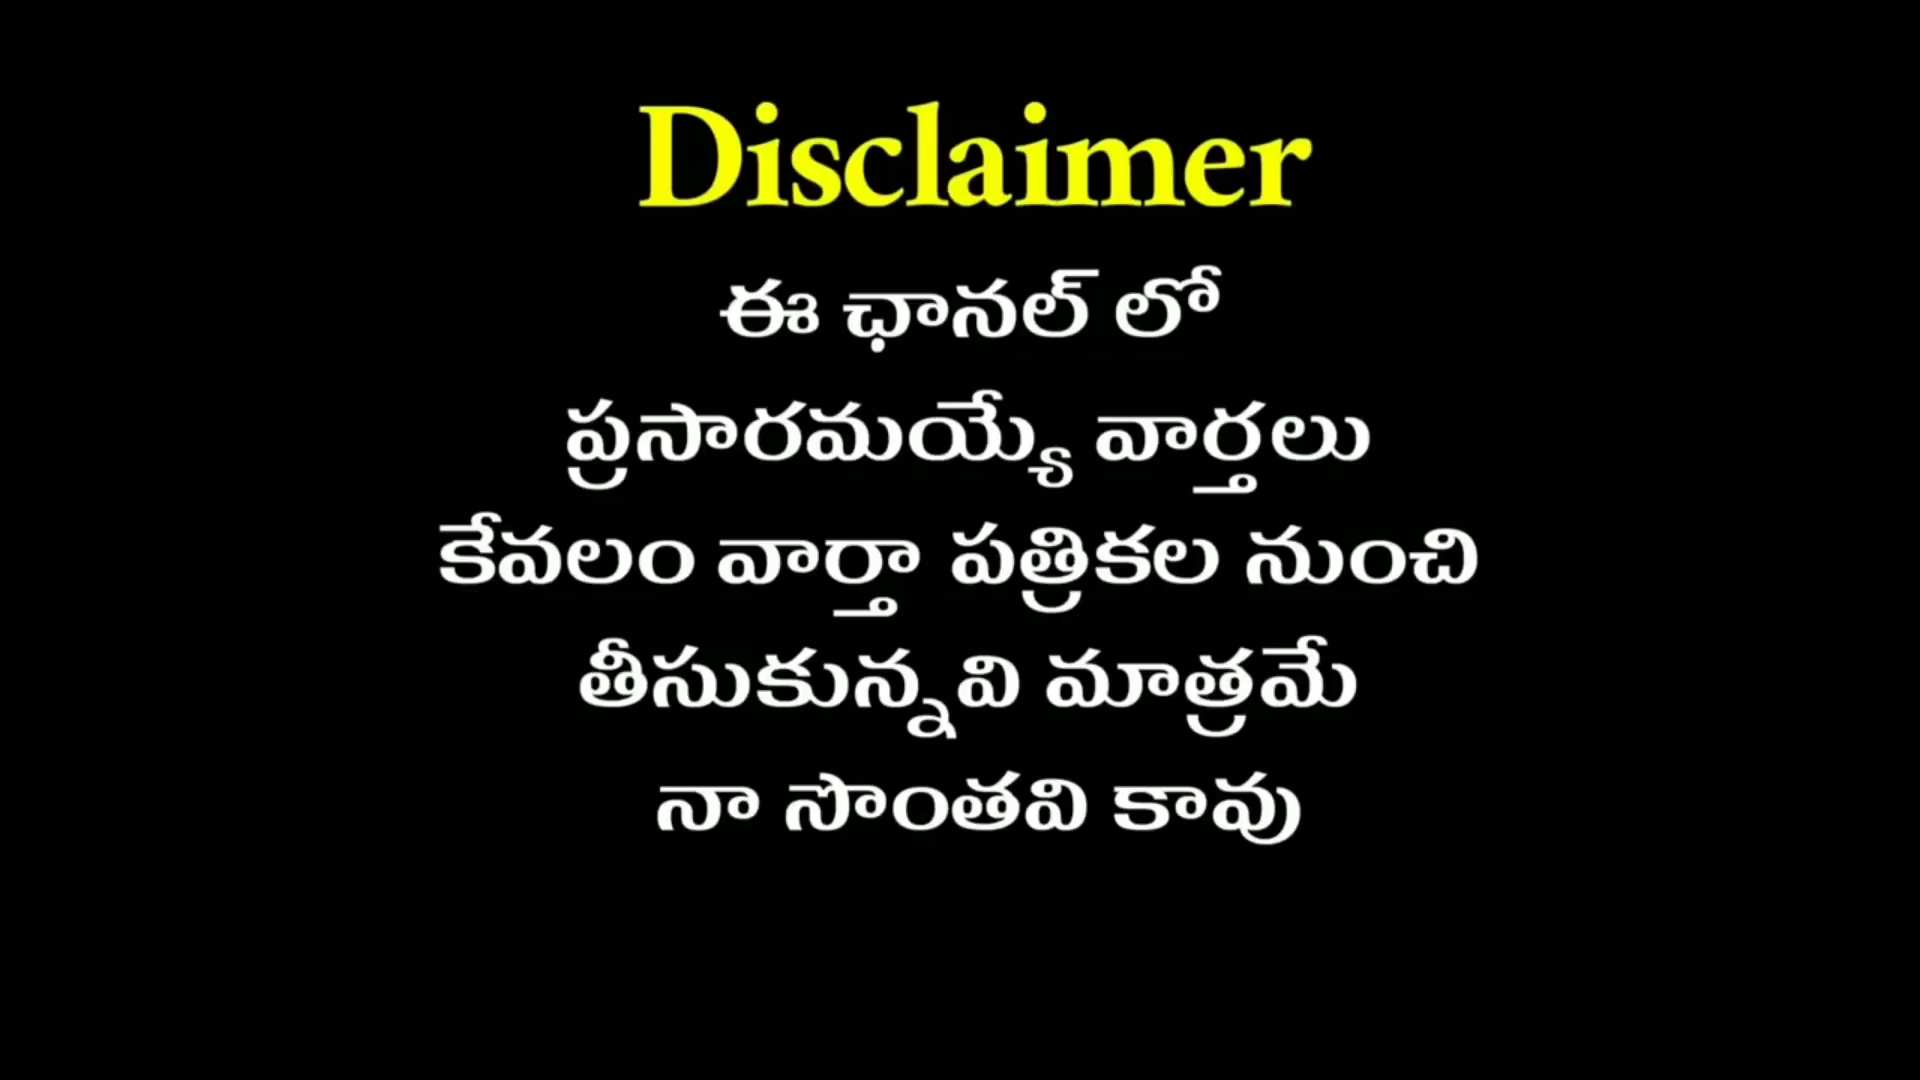 Disclaimer
ఈ ఛానల్ లో
ప్రసారమయ్యే వార్తలు
కేవలం వార్తా పత్రికల నుంచి
తీసుకున్నవి మాత్రమే
నా సొంతవి కావు